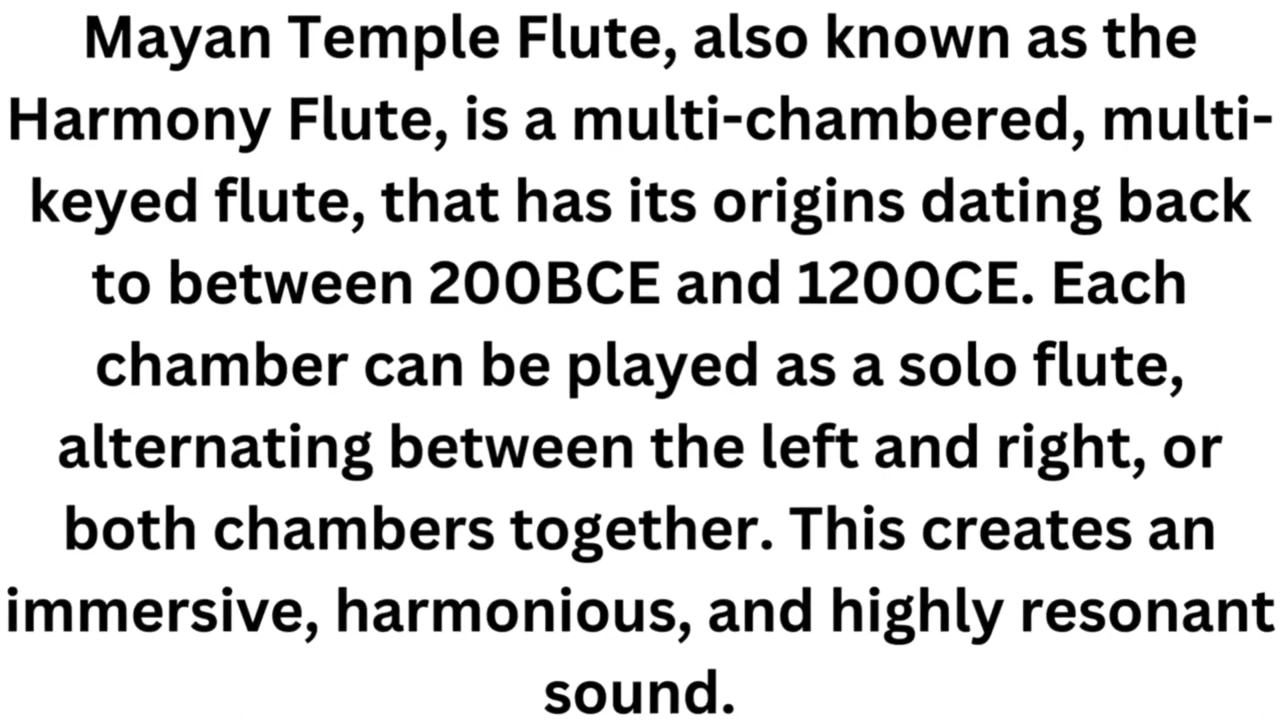 Mayan Temple Flute, also known as the
Harmony Flute, is a multi-chambered, multi-
keyed flute, that has its origins dating back
to between 200BCE and 1200CE. Each
chamber can be played as a solo flute,
alternating between the left and right, or
both chambers together. This creates an
immersive, harmonious, and highly resonant
sound.